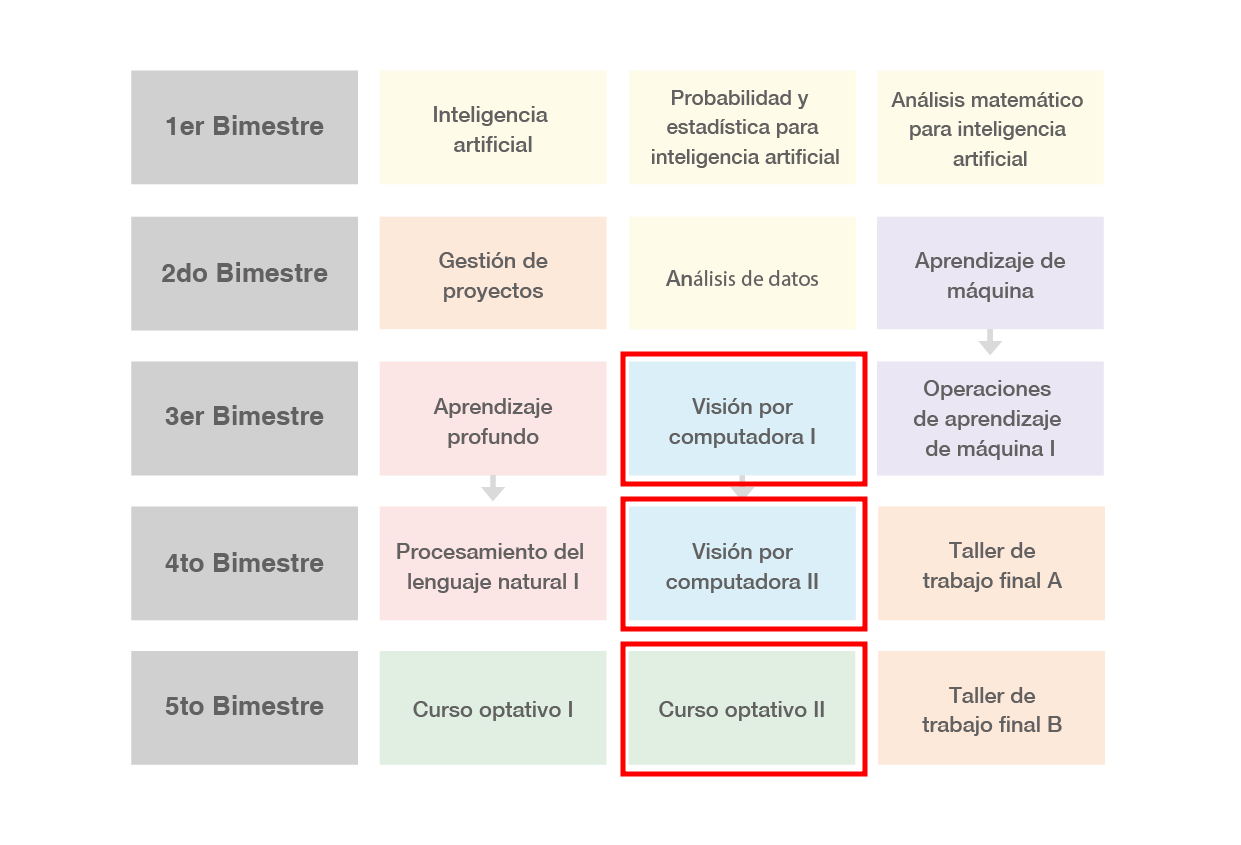 1er Bimestre
Inteligencia
artificial
Probabilidad y
estadística para
inteligencia artificial
Análisis matemático
para inteligencia
artificial
2do Bimestre
Gestión de
proyectos
Análisis de datos
Aprendizaje de
máquina
3er Bimestre
Aprendizaje
profundo
Visión por
computadora I
Operaciones
de aprendizaje
de máquina I
4to Bimestre
Procesamiento del
lenguaje natural I
Visión por
computadora II
Taller de
trabajo final A
5to Bimestre
Curso optativo I
Curso optativo II
Taller de
trabajo final B